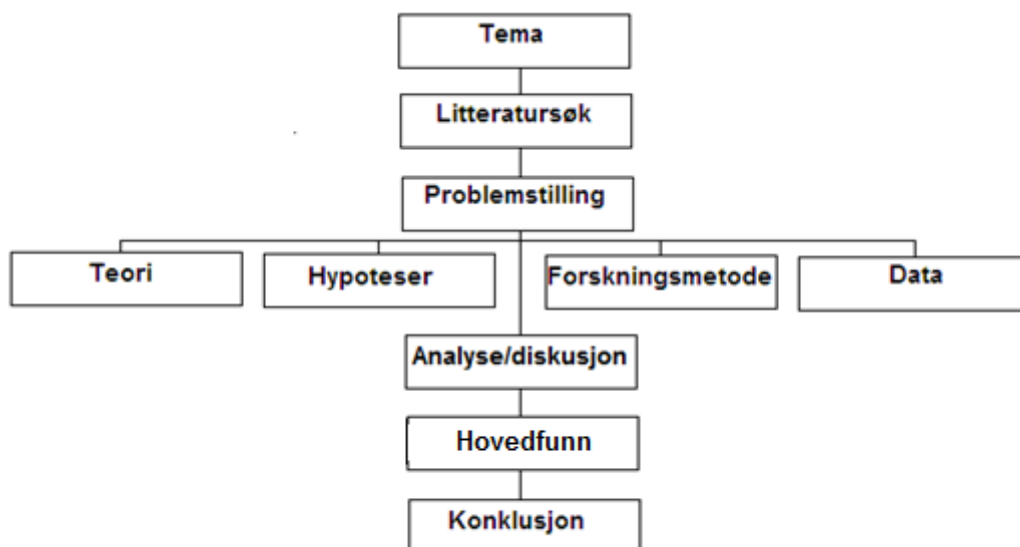 Tema
Litteratursøk
Problemstilling
Teori
Hypoteser
Forskningsmetode
Data
Analyse/diskusjon
Hovedfunn
Konklusjon